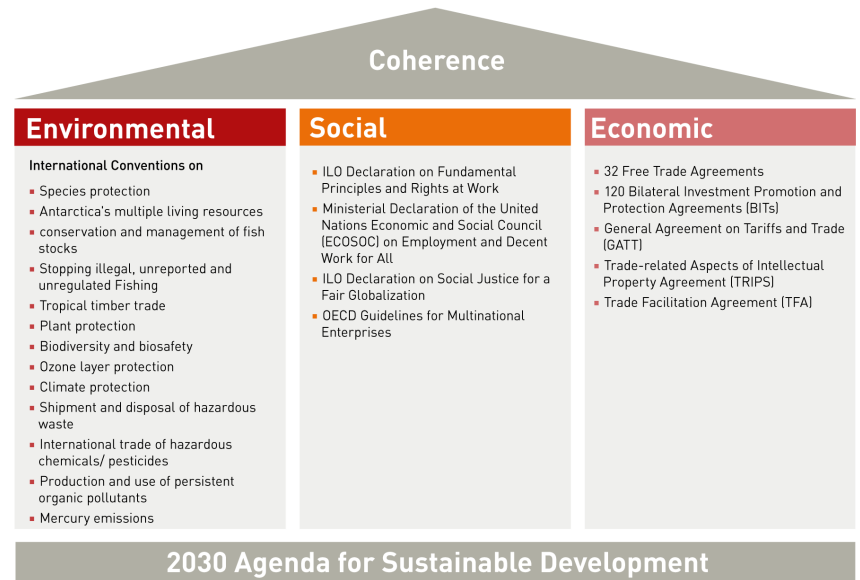 Coherence
Environmental
International Conventions on
Species protection
Antarctica's multiple living resources
conservation and management of fish
stocks
Stopping illegal, unreported and
unregulated Fishing
Tropical timber trade
Plant protection
Biodiversity and biosafety
Ozone layer protection
Climate protection
Shipment and disposal of hazardous
waste
International trade of hazardous
chemicals/ pesticides
Production and use of persistent
organic pollutants
Mercury emissions
Social
ILO Declaration on Fundamental
Principles and Rights at Work
Ministerial Declaration of the United
Nations Economic and Social Council
(ECOSOC) on Employment and Decent
Work for All
ILO Declaration on Social Justice for a
Fair Globalization
OECD Guidelines for Multinational
Enterprises
Economic
32 Free Trade Agreements
120 Bilateral Investment Promotion and
Protection Agreements (BITs)
General Agreement on Tariffs and Trade
(GATT)
Trade-related Aspects of Intellectual
Property Agreement (TRIPS)
Trade Facilitation Agreement (TFA)
2030 Agenda for Sustainable Development